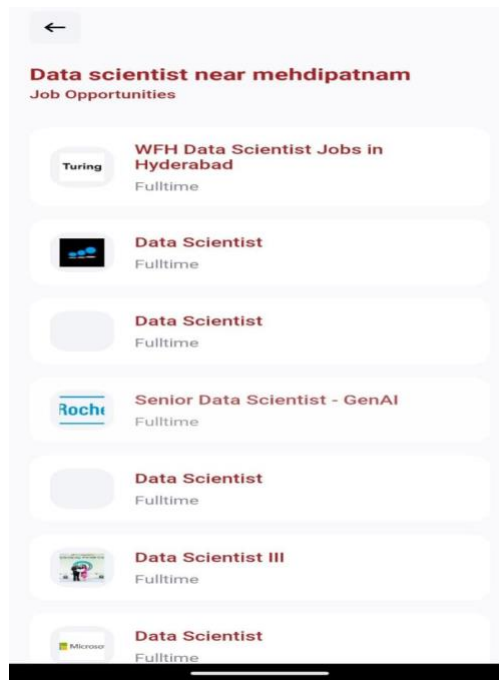 Data scientist near mehdipatnam
Job Opportunities
Turing
WFH Data Scientist Jobs in
Hyderabad
Fulltime
Data Scientist
Fulltime
Data Scientist
Fulltime
Roche
Senior Data Scientist - GenAI
Fulltime
Data Scientist
Fulltime
Data Scientist III
Fulltime
Microso
Data Scientist
Fulltime